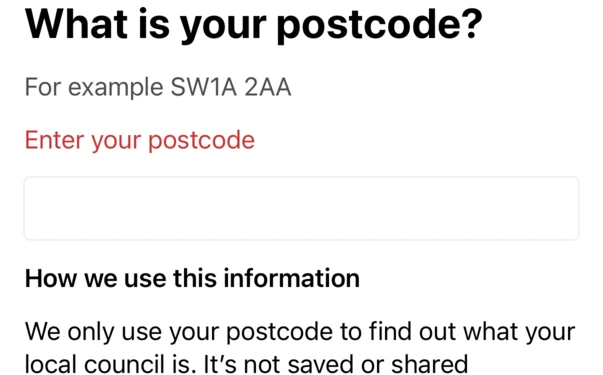 What is your postcode?
For example SW1A 2AA
Enter your postcode
How we use this information
We only use your postcode to find out what your
local council is. It’s not saved or shared